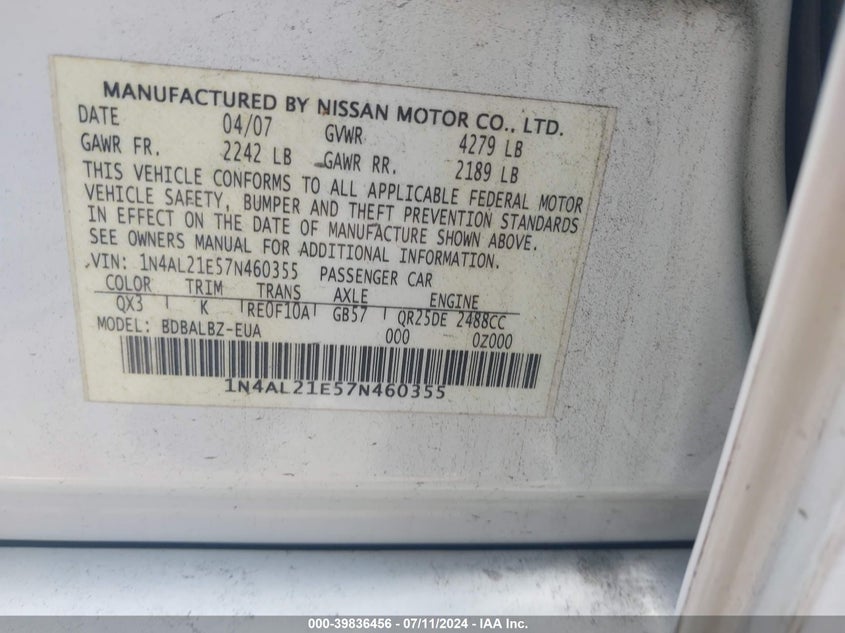 MANUFACTURED BY NISSAN MOTOR CO., LTD.
DATE 04/07 GVWR 4279 LB
GAWR FR. 2242 LB GAWR RR. 2189 LB
THIS VEHICLE CONFORMS TO ALL APPLICABLE FEDERAL MOTOR
VEHICLE SAFETY, BUMPER AND THEFT PREVENTION STANDARDS
IN EFFECT ON THE DATE OF MANUFACTURE SHOWN ABOVE.
SEE OWNERS MANUAL FOR ADDITIONAL INFORMATION.
VIN: 1N4AL21E57N460355 PASSENGER CAR
COLOR TRIM TRANS AXLE ENGINE
QX3 K RE0F10A GB57 QR25DE 2488CC
MODEL: BDBALBZ-EUA 000 0Z000
1N4AL21E57N460355
000-39836456 - 07/11/2024 - IAA Inc.